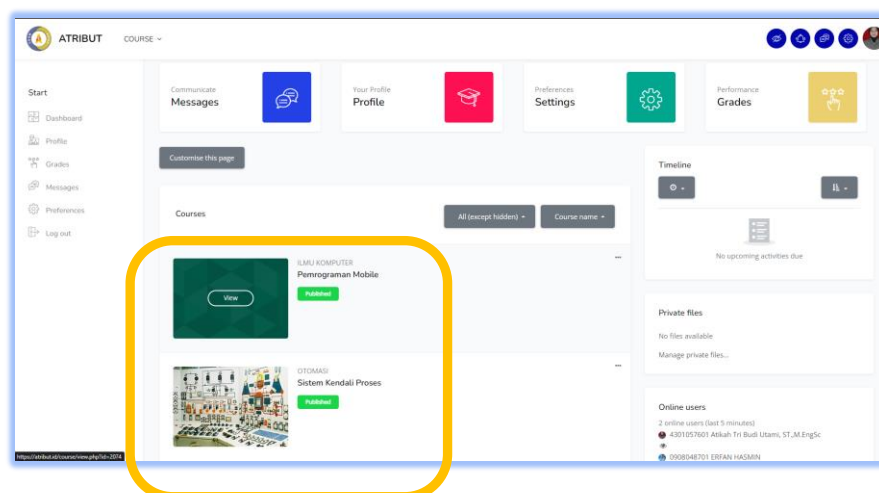 ATRIBUT COURSE
Start
Dashboard
Profile
Grades
Messages
Preferences
Log out
Communicate
Messages
Your Profile
Profile
Preferences
Settings
Performance
Grades
Customise this page
Courses
All (except hidden)
Course name
View
ILMU KOMPUTER
Pemrograman Mobile
Published
OTOMASI
Sistem Kendali Proses
Published
Timeline
No upcoming activities due
Private files
No files available
Manage private files...
Online users
2 online users (last 5 minutes)
4301057601 Atikah Tri Budi Utami, ST.,M.EngSc
0908048701 ERFAN HASMIN
https://atribut.id/course/view.php?id=2074